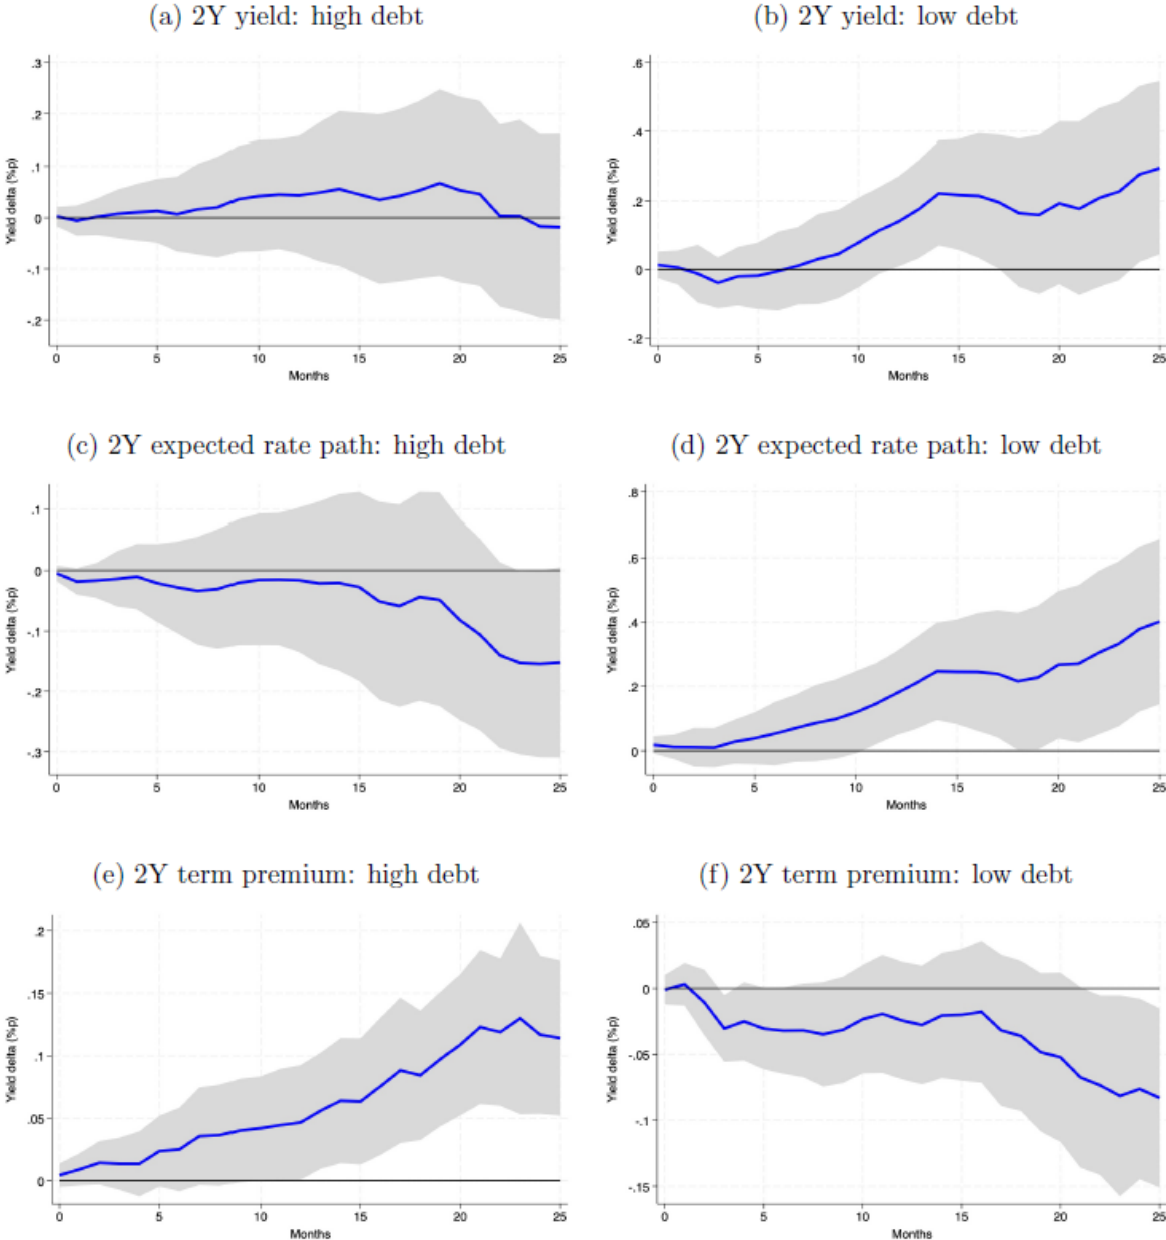 (a) 2Y yield: high debt
.3
.2
.1
0
-.1
-.2
Yield delta (%p)
0 5 10 15 20 25
Months
(b) 2Y yield: low debt
.6
.4
.2
0
-.2
Yield delta (%p)
0 5 10 15 20 25
Months
(c) 2Y expected rate path: high debt
.1
0
-.1
-.2
-.3
Yield delta (%p)
0 5 10 15 20 25
Months
(d) 2Y expected rate path: low debt
.8
.6
.4
.2
0
Yield delta (%p)
0 5 10 15 20 25
Months
(e) 2Y term premium: high debt
.2
.15
.1
.05
0
Yield delta (%p)
0 5 10 15 20 25
Months
(f) 2Y term premium: low debt
.05
0
-.05
-.1
-.15
Yield delta (%p)
0 5 10 15 20 25
Months